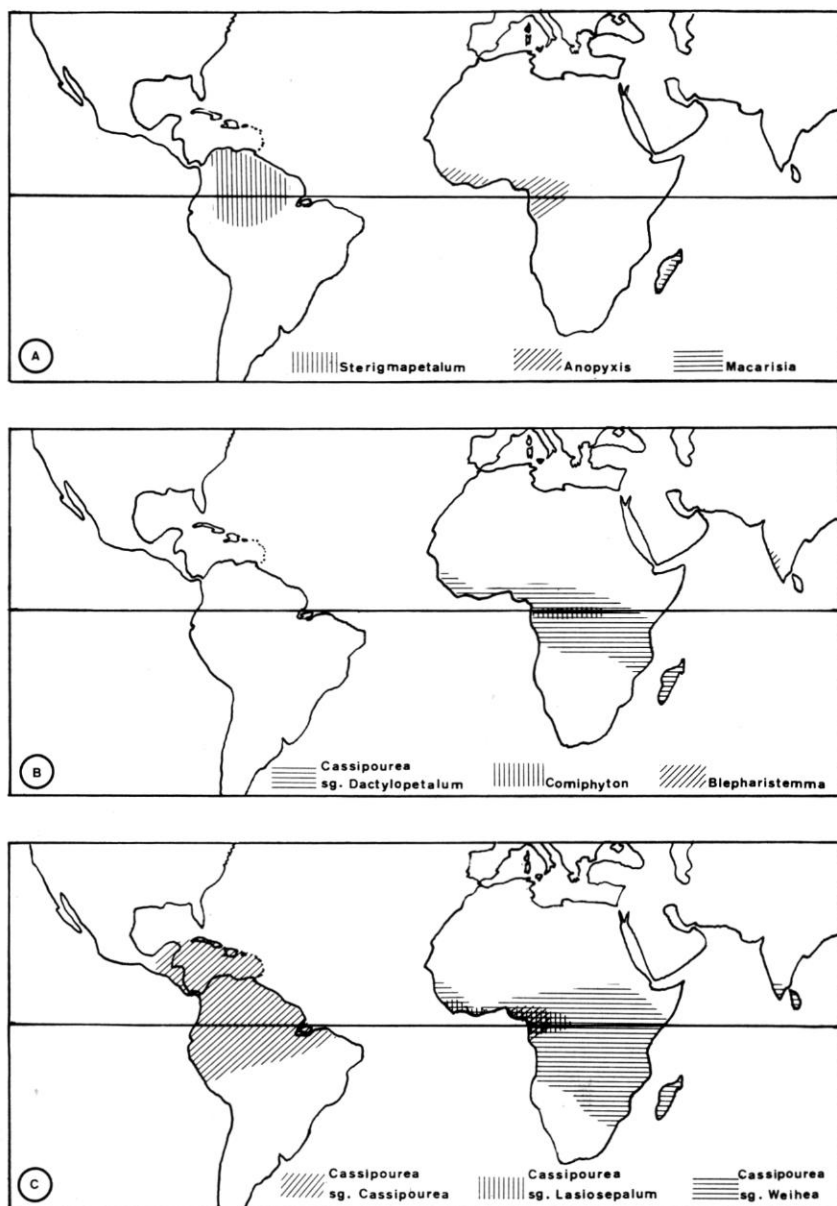 A
Sterigmapetalum
Anopyxis
Macarisia
B
Cassipourea
sg. Dactylopetalum
Comiphyton
Blepharistemma
C
Cassipourea
sg. Cassipourea
Cassipourea
sg. Lasiosepalum
Cassipourea
sg. Weihea